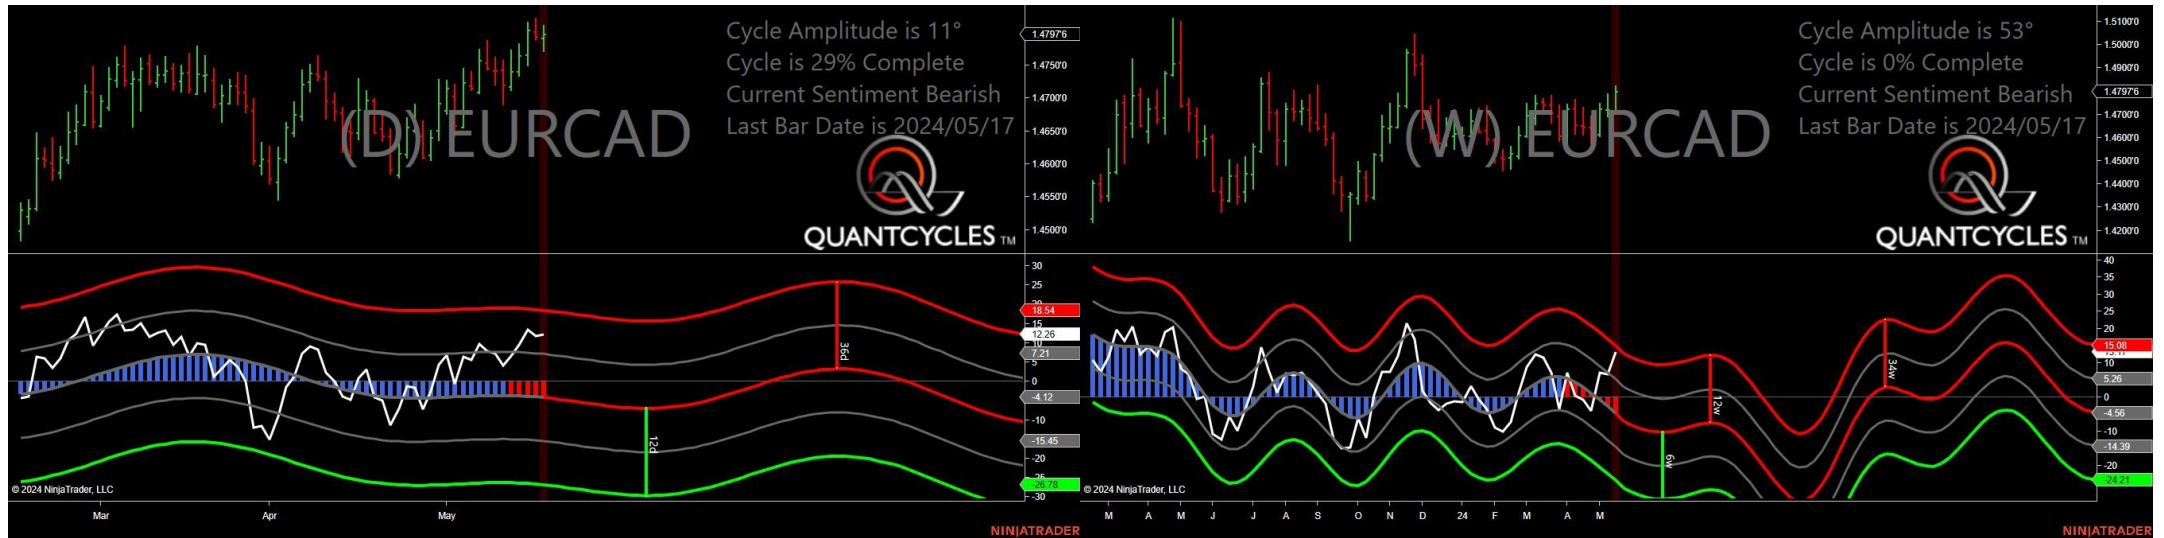 Cycle Amplitude is 11°
Cycle is 29% Complete
Current Sentiment Bearish
Last Bar Date is 2024/05/17
(D) EURCAD
QUANTCYCLES TM
1.4797'6
1.4750'0
1.4700'0
1.4650'0
1.4600'0
1.4550'0
1.4500'0
30
25
18.54
15
12.26
10
7.21
5
0
-4.12
-10
-15.45
-20
-26.78
-30
36d
12d
© 2024 NinjaTrader, LLC
Mar
Apr
May
NINJATRADER
Cycle Amplitude is 53°
Cycle is 0% Complete
Current Sentiment Bearish
Last Bar Date is 2024/05/17
(W) EURCAD
QUANTCYCLES TM
1.5100'0
1.5000'0
1.4900'0
1.4797'6
1.4700'0
1.4600'0
1.4500'0
1.4400'0
1.4300'0
1.4200'0
40
35
30
25
20
15.08
10
5.26
0
-4.56
-10
-14.39
-20
-24.21
12w
34w
6w
© 2024 NinjaTrader, LLC
M A M J J A S O N D 24 F M A M
NINJATRADER